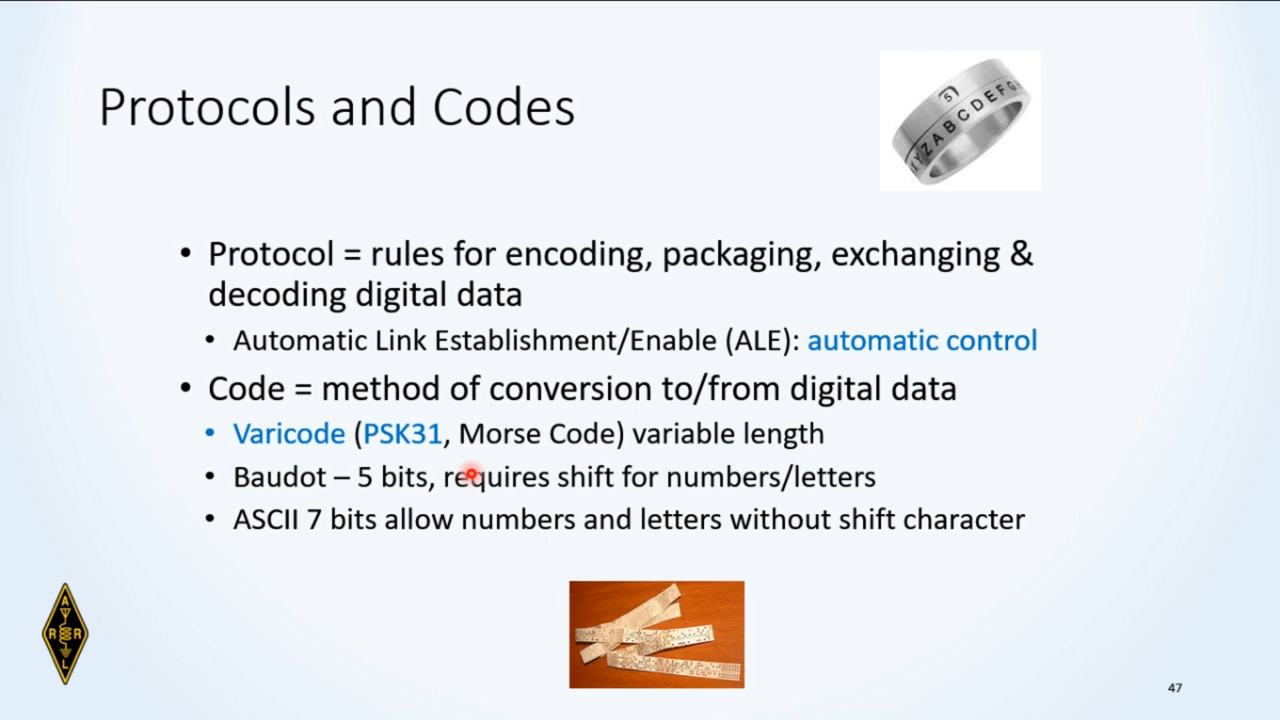 Protocols and Codes
5
X Y Z A B C D E F G
• Protocol = rules for encoding, packaging, exchanging &
decoding digital data
• Automatic Link Establishment/Enable (ALE): automatic control
• Code = method of conversion to/from digital data
• Varicode (PSK31, Morse Code) variable length
• Baudot – 5 bits, requires shift for numbers/letters
• ASCII 7 bits allow numbers and letters without shift character
A
R R
L
47